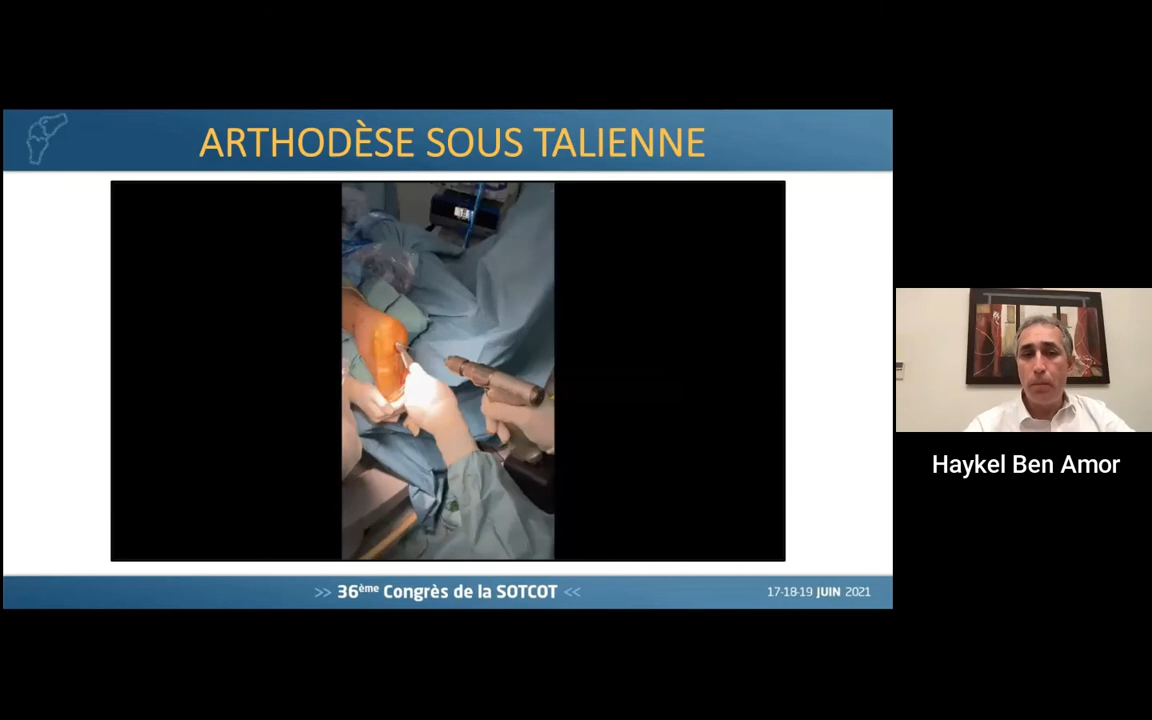 ARTHODÈSE SOUS TALIENNE
Haykel Ben Amor
>> 36ème Congrès de la SOTCOT <<
17-18-19 JUIN 2021